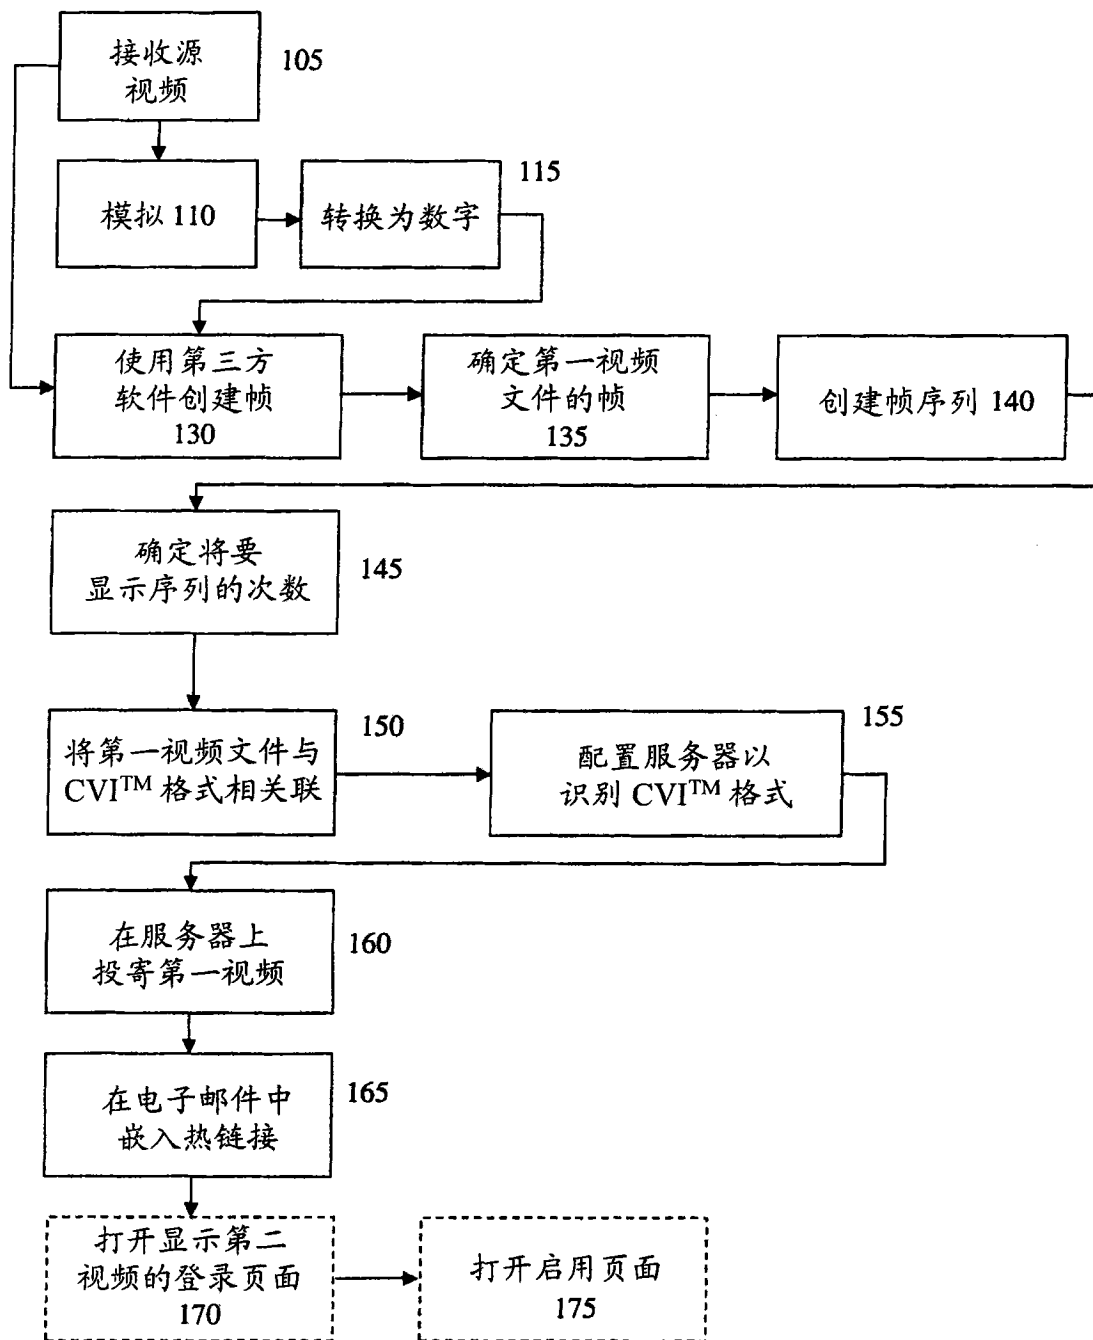 接收源
视频
105
模拟 110
转换为数字
115
使用第三方
软件创建帧
130
确定第一视频
文件的帧
135
创建帧序列 140
确定将要
显示序列的次数
145
将第一视频文件与
CVI™ 格式相关联
150
配置服务器以
识别 CVI™ 格式
155
在服务器上
投寄第一视频
160
在电子邮件中
嵌入热链接
165
打开显示第二
视频的登录页面
170
打开启用页面
175